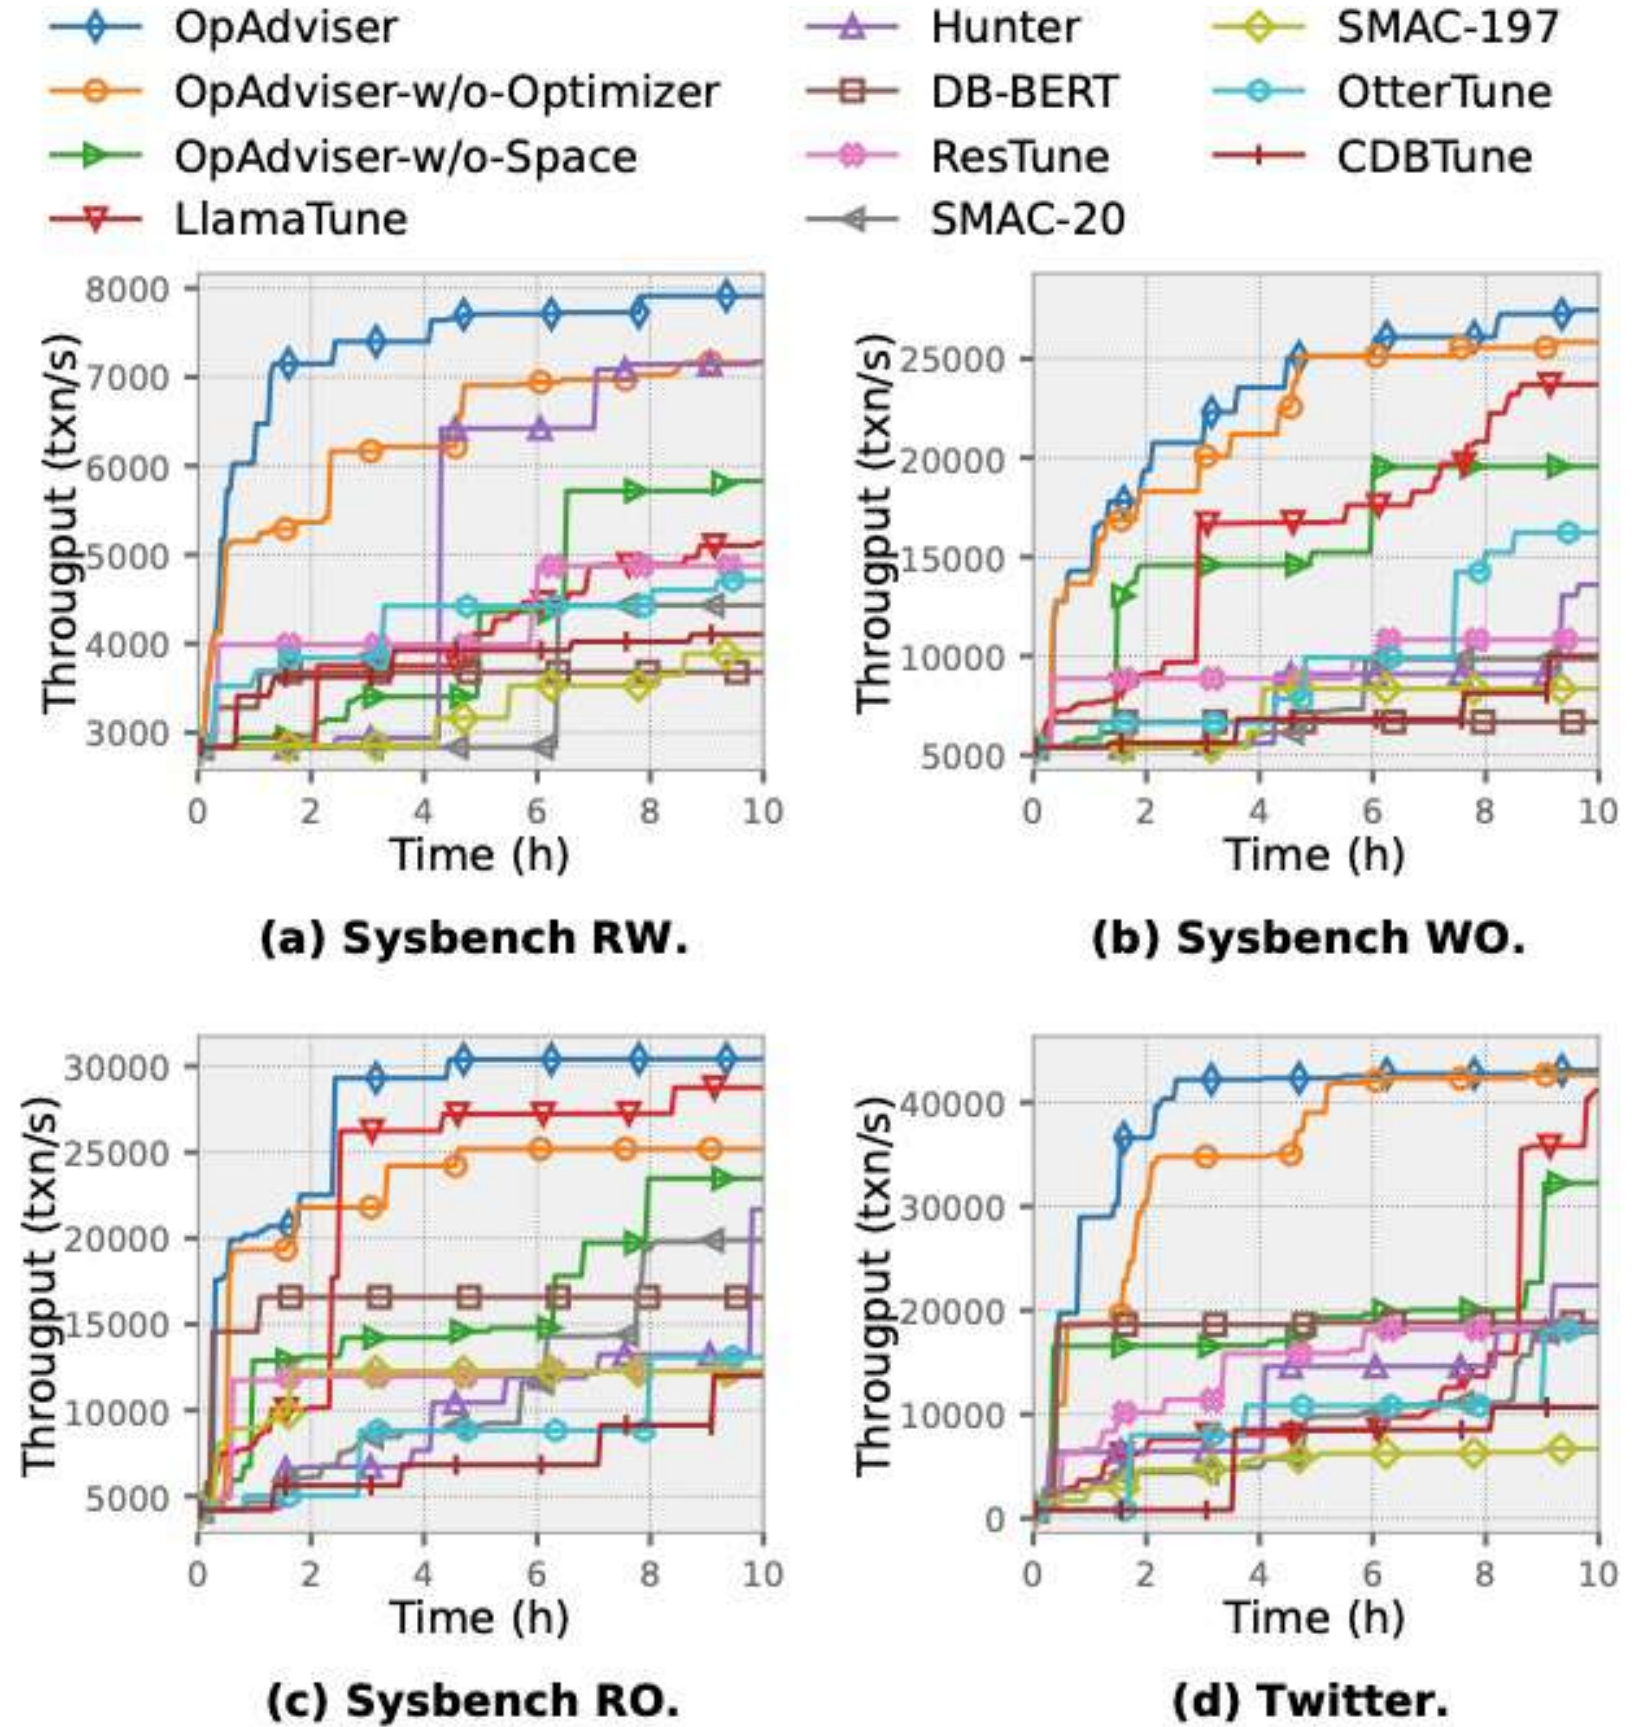 OpAdviser
OpAdviser-w/o-Optimizer
OpAdviser-w/o-Space
LlamaTune
Hunter
DB-BERT
ResTune
SMAC-20
SMAC-197
OtterTune
CDBTune
Througput (txn/s)
8000
7000
6000
5000
4000
3000
0 2 4 6 8 10
Time (h)
(a) Sysbench RW.
Througput (txn/s)
25000
20000
15000
10000
5000
0 2 4 6 8 10
Time (h)
(b) Sysbench WO.
Througput (txn/s)
30000
25000
20000
15000
10000
5000
0 2 4 6 8 10
Time (h)
(c) Sysbench RO.
Througput (txn/s)
40000
30000
20000
10000
0
0 2 4 6 8 10
Time (h)
(d) Twitter.